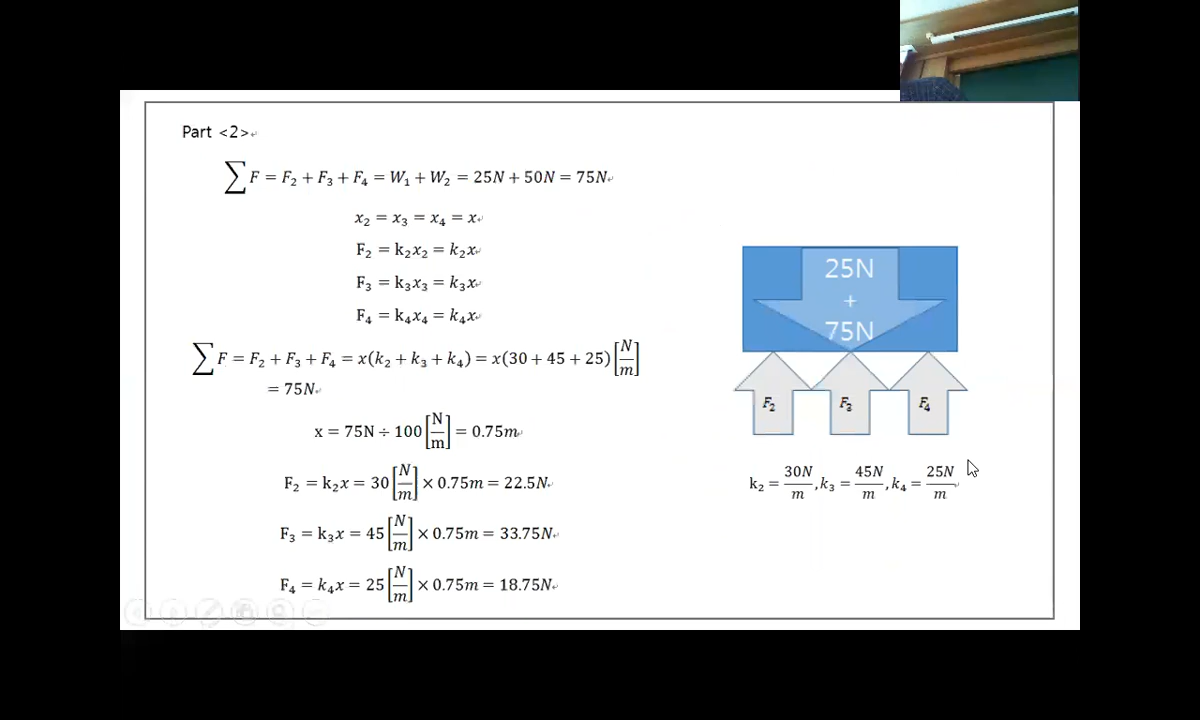 Part <2>
∑F = F₂ + F₃ + F₄ = W₁ + W₂ = 25N + 50N = 75N
x₂ = x₃ = x₄ = x
F₂ = k₂x₂ = k₂x
F₃ = k₃x₃ = k₃x
F₄ = k₄x₄ = k₄x
∑F = F₂ + F₃ + F₄ = x(k₂ + k₃ + k₄) = x(30 + 45 + 25)[N/m]
= 75N
x = 75N ÷ 100[N/m] = 0.75m
F₂ = k₂x = 30[N/m] × 0.75m = 22.5N
F₃ = k₃x = 45[N/m] × 0.75m = 33.75N
F₄ = k₄x = 25[N/m] × 0.75m = 18.75N
25N
+
75N
F₂ F₃ F₄
k₂ = 30N/m, k₃ = 45N/m, k₄ = 25N/m